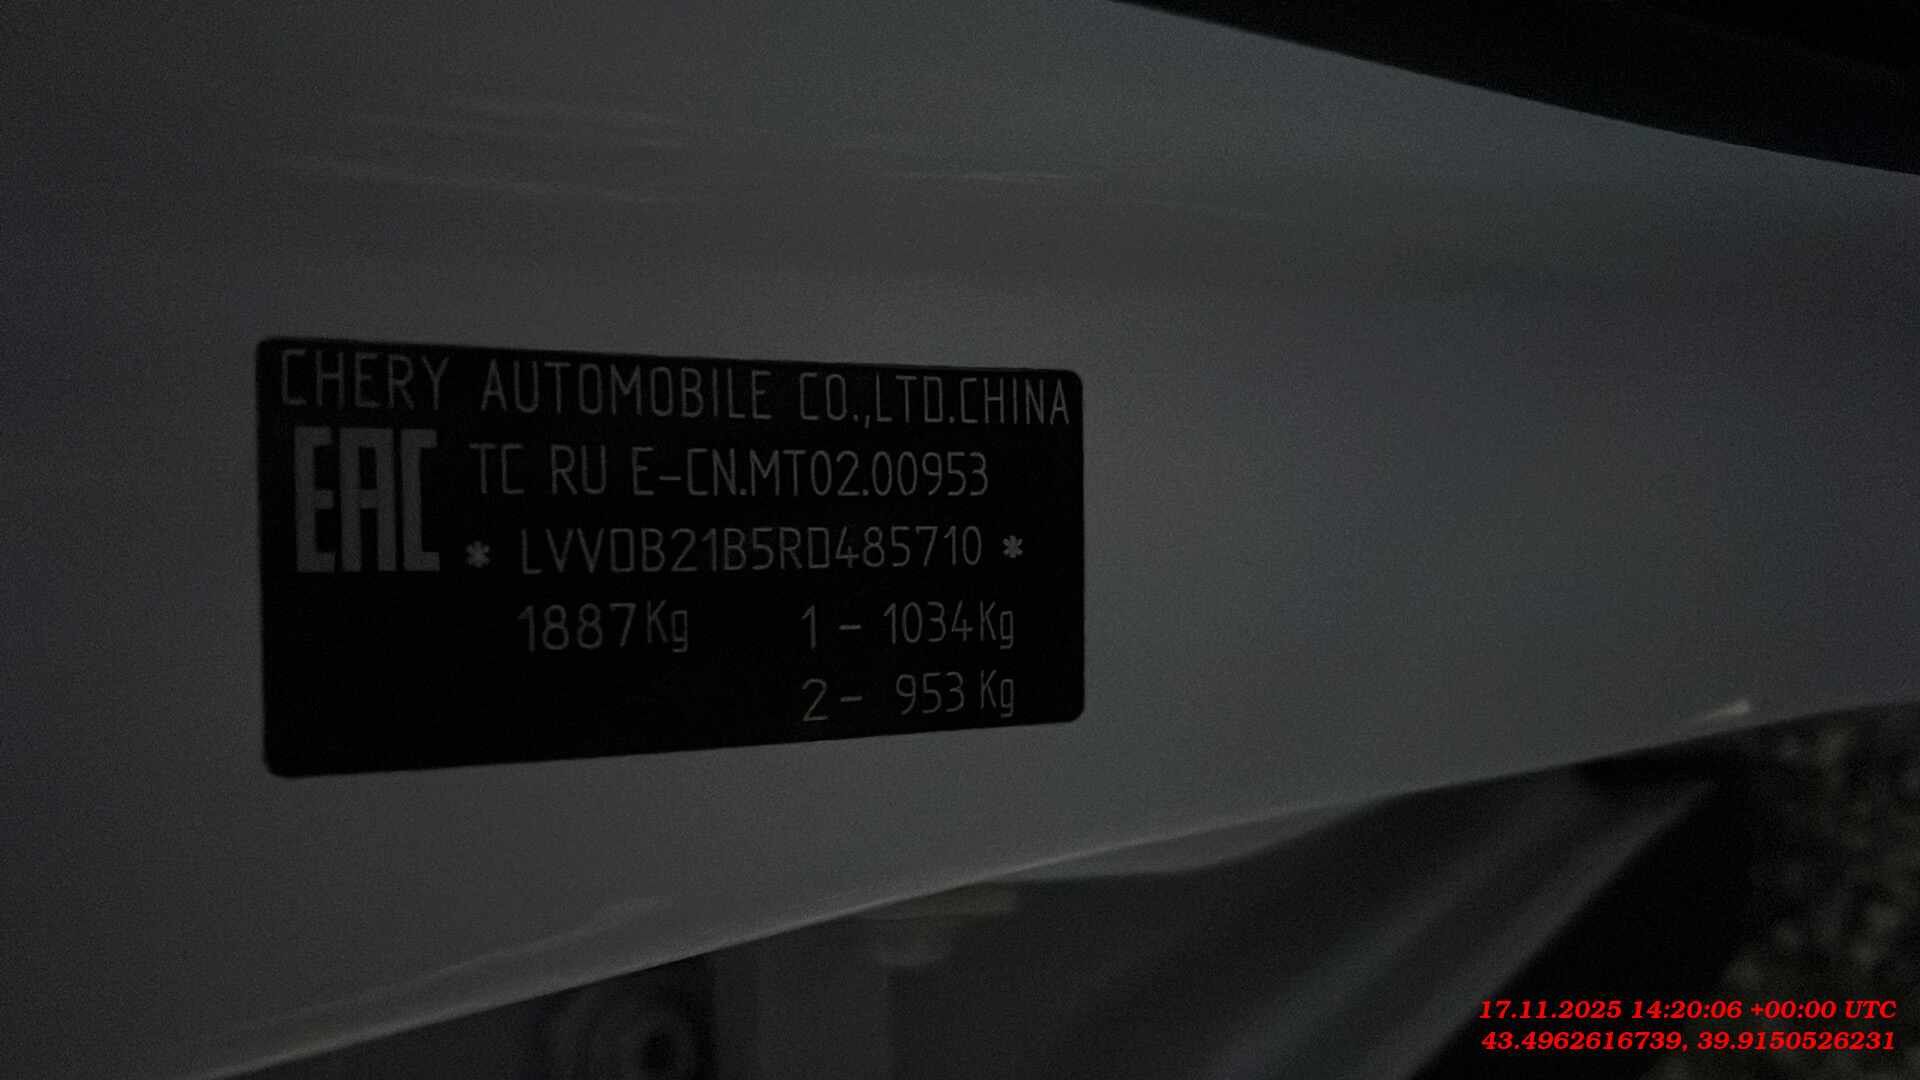 CHERY AUTOMOBILE CO.,LTD.CHINA
EAC TC RU E-CN.MT02.00953
* LVVDB21B5RD485710 *
1887Kg 1 - 1034Kg
2 - 953 Kg
17.11.2025 14:20:06 +00:00 UTC
43.4962616739, 39.9150526231